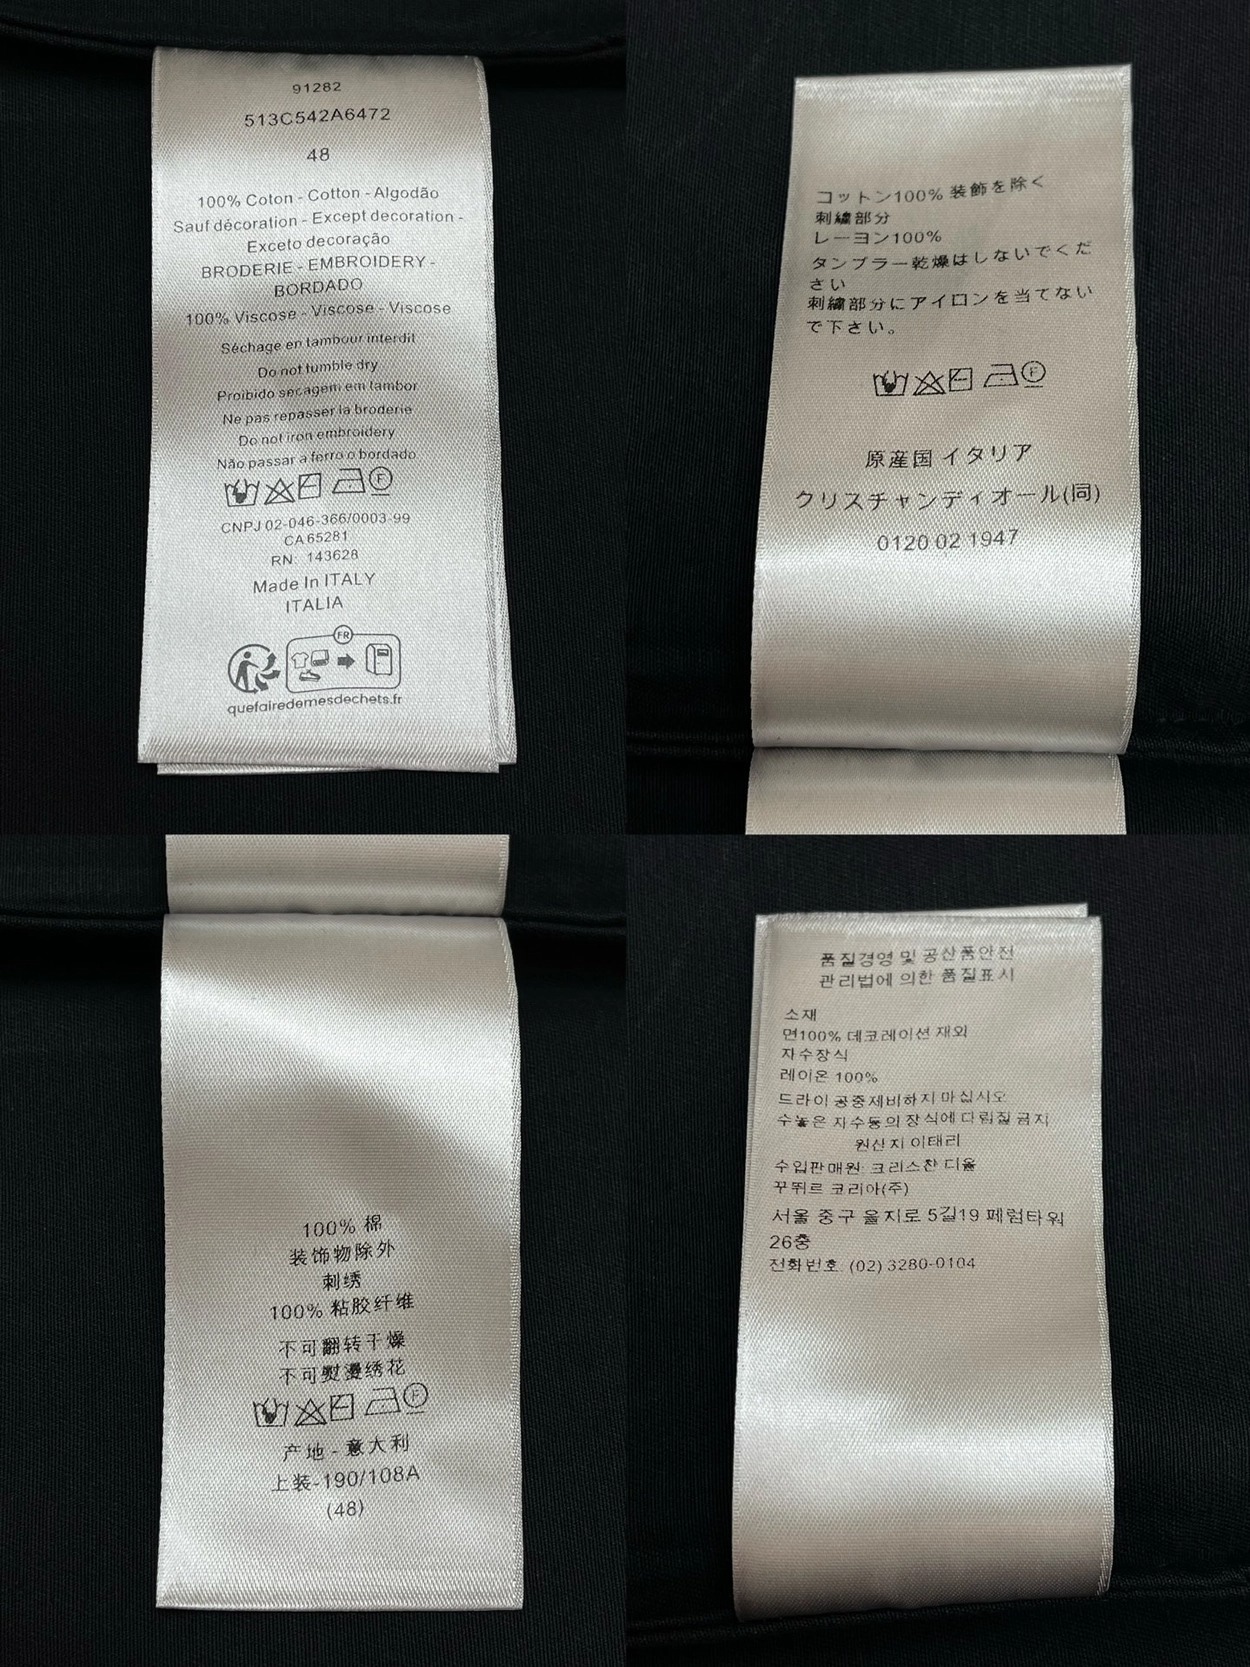 91282
513C542A6472
48
100% Coton - Cotton - Algodão
Sauf décoration - Except decoration -
Exceto decoração
BRODERIE - EMBROIDERY -
BORDADO
100% Viscose - Viscose - Viscose
Séchage en tambour interdit
Do not tumble dry
Proibido secagem em tambor
Ne pas repasser la broderie
Do not iron embroidery
Não passar a ferro o bordado
F
CNPJ 02-046-366/0003-99
CA 65281
RN: 143628
Made In ITALY
ITALIA
FR
quefairedemesdechets.fr
コットン100% 装飾を除く
刺繍部分
レーヨン100%
タンブラー乾燥はしないでくだ
さい
刺繍部分にアイロンを当てない
で下さい。
F
原産国 イタリア
クリスチャンディオール(同)
0120 02 1947
100% 棉
装饰物除外
刺绣
100% 粘胶纤维
不可翻转干燥
不可熨烫绣花
F
产地 - 意大利
上装-190/108A
(48)
품질경영 및 공산품안전
관리법에 의한 품질표시
소재
면100% 데코레이션 재외
자수장식
레이온 100%
드라이 공중제비하지 마십시오
수놓은 자수동의 장식에 다림질 금지
원산지 이태리
수입판매원: 크리스챤 디올
꾸뛰르 코리아(주)
서울 중구 을지로 5길19 페럼타워
26층
전화번호: (02) 3280-0104